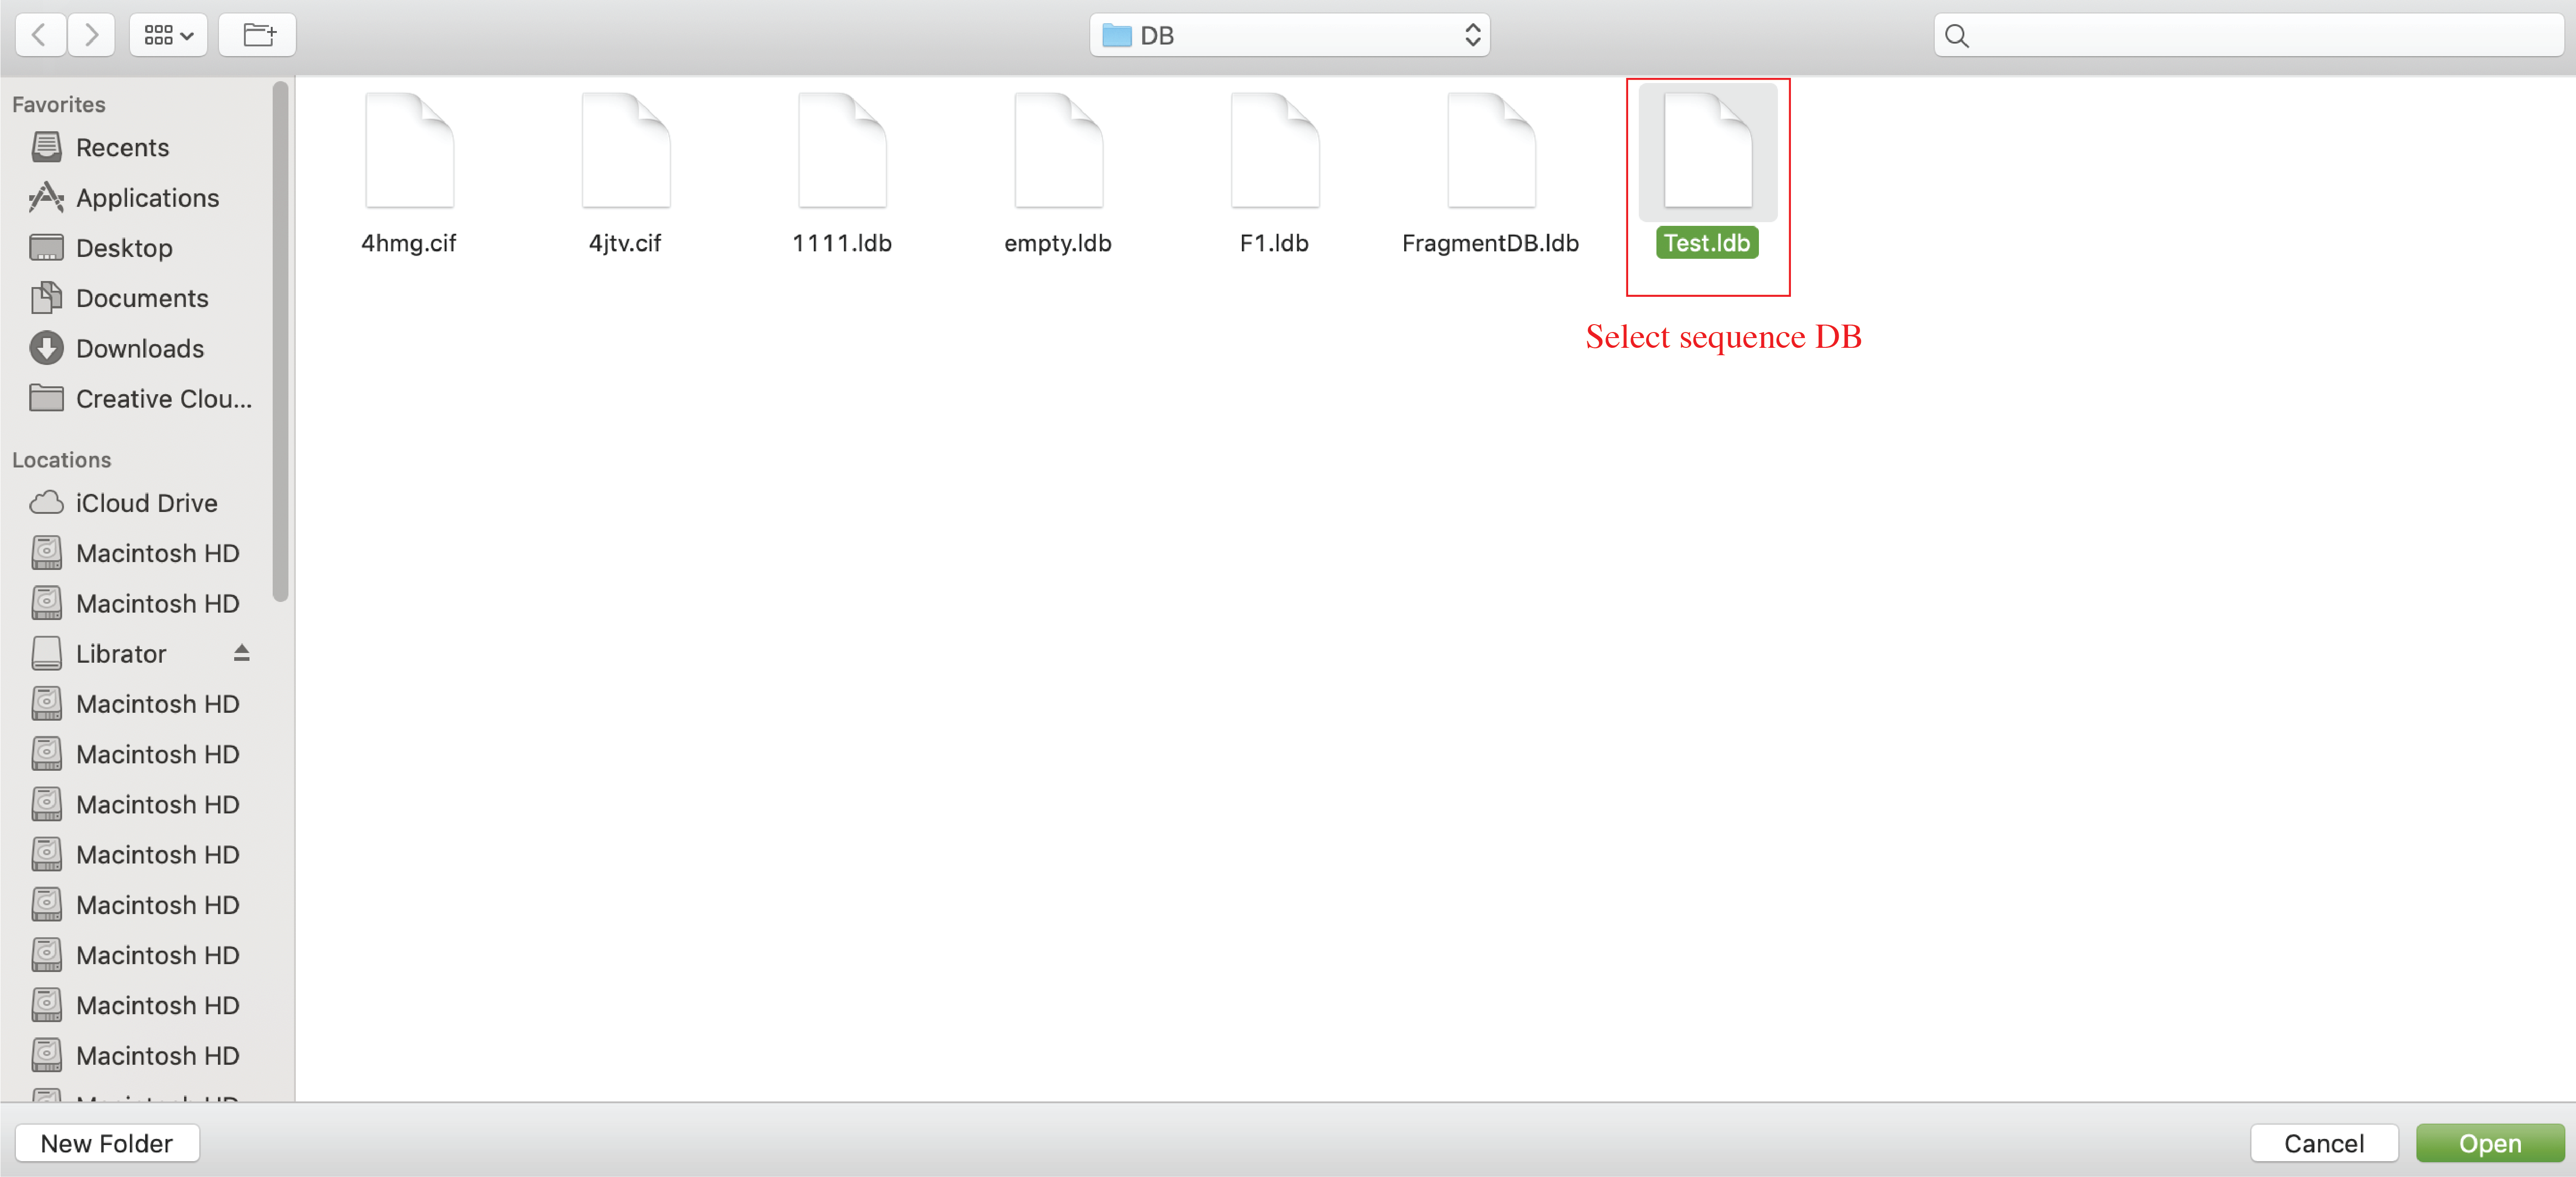 DB
Favorites
Recents
Applications
Desktop
Documents
Downloads
Creative Clou...
Locations
iCloud Drive
Macintosh HD
Macintosh HD
Librator
Macintosh HD
Macintosh HD
Macintosh HD
Macintosh HD
Macintosh HD
Macintosh HD
Macintosh HD
Macintosh HD
4hmg.cif
4jtv.cif
1111.ldb
empty.ldb
F1.ldb
FragmentDB.ldb
Test.ldb
Select sequence DB
New Folder
Cancel
Open